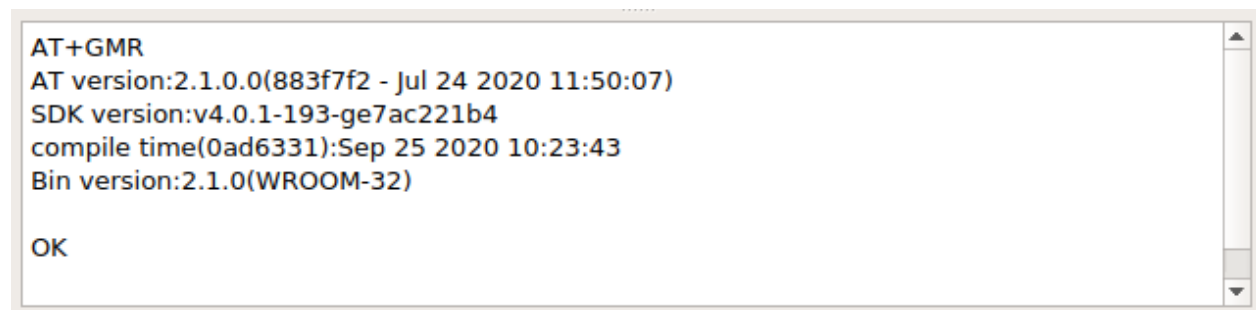 AT+GMR
AT version:2.1.0.0(883f7f2 - Jul 24 2020 11:50:07)
SDK version:v4.0.1-193-ge7ac221b4
compile time(0ad6331):Sep 25 2020 10:23:43
Bin version:2.1.0(WROOM-32)
OK